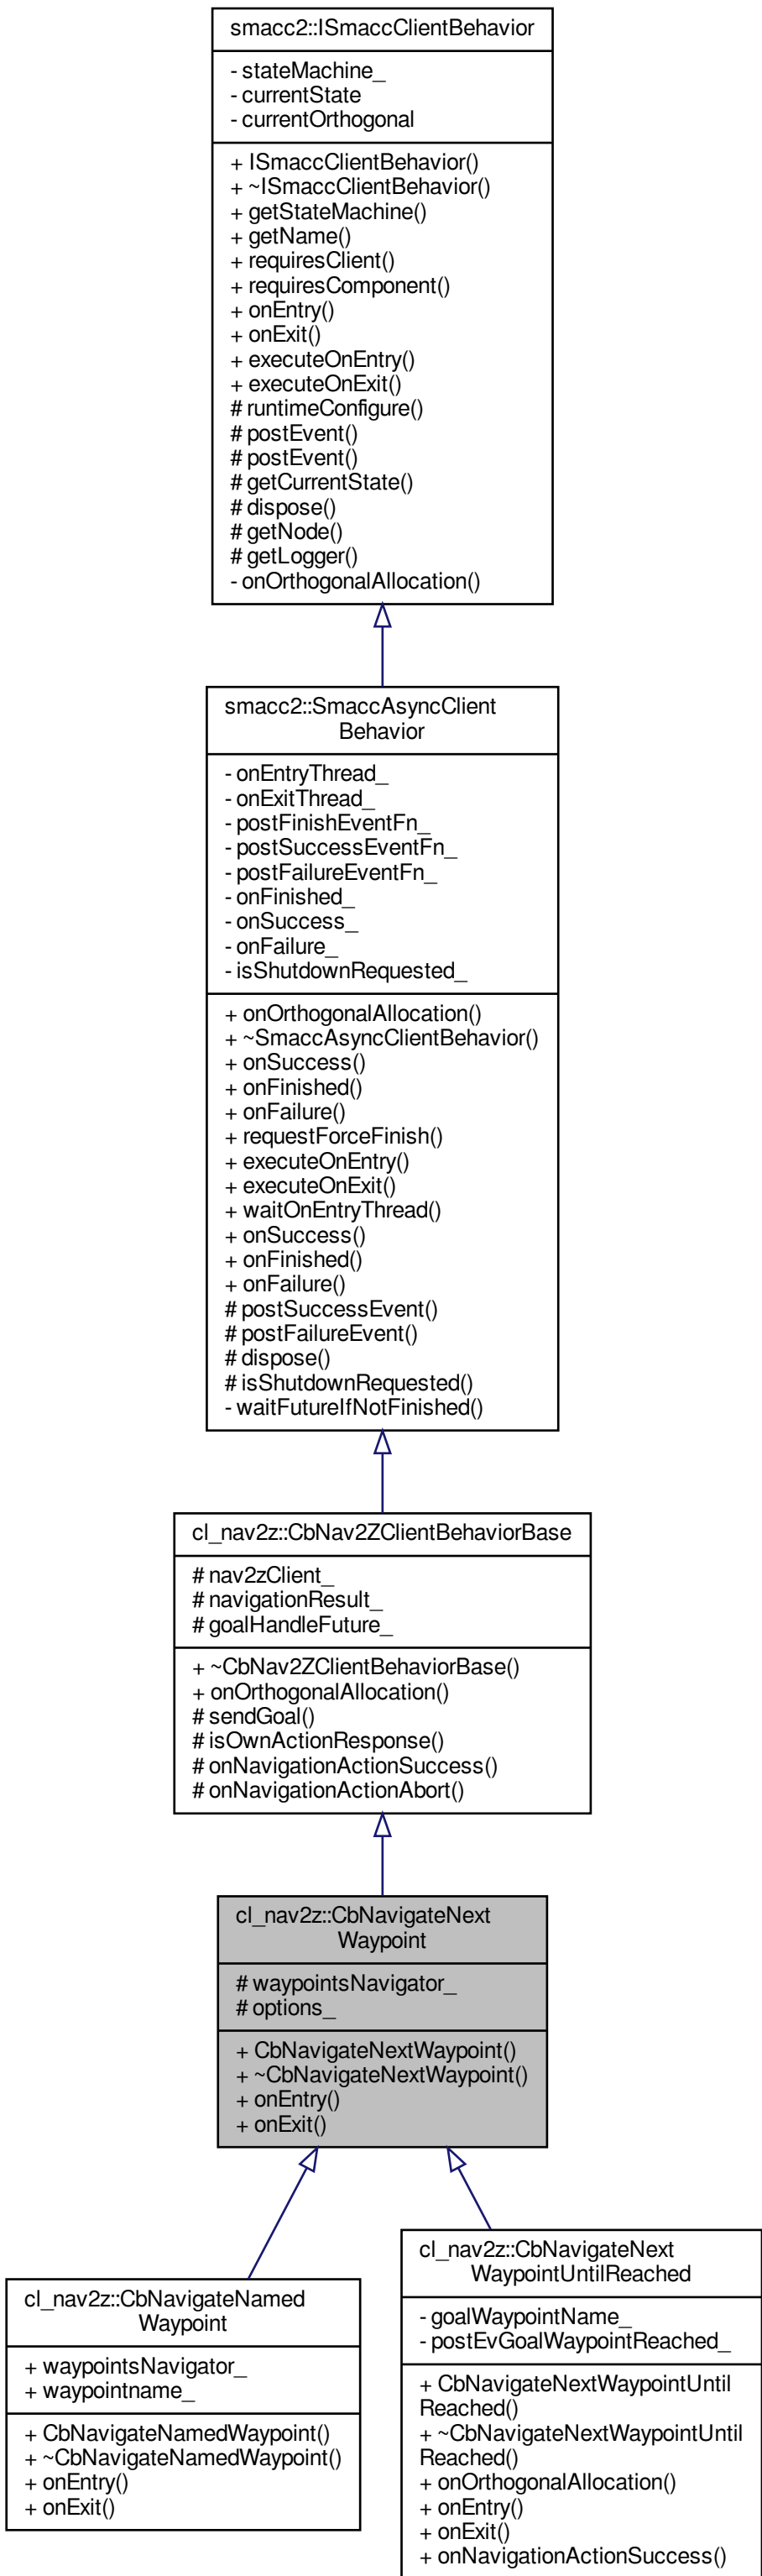 smacc2::ISmaccClientBehavior
- stateMachine_
- currentState
- currentOrthogonal
+ ISmaccClientBehavior()
+ ~ISmaccClientBehavior()
+ getStateMachine()
+ getName()
+ requiresClient()
+ requiresComponent()
+ onEntry()
+ onExit()
+ executeOnEntry()
+ executeOnExit()
# runtimeConfigure()
# postEvent()
# postEvent()
# getCurrentState()
# dispose()
# getNode()
# getLogger()
- onOrthogonalAllocation()
smacc2::SmaccAsyncClient
Behavior
- onEntryThread_
- onExitThread_
- postFinishEventFn_
- postSuccessEventFn_
- postFailureEventFn_
- onFinished_
- onSuccess_
- onFailure_
- isShutdownRequested_
+ onOrthogonalAllocation()
+ ~SmaccAsyncClientBehavior()
+ onSuccess()
+ onFinished()
+ onFailure()
+ requestForceFinish()
+ executeOnEntry()
+ executeOnExit()
+ waitOnEntryThread()
+ onSuccess()
+ onFinished()
+ onFailure()
# postSuccessEvent()
# postFailureEvent()
# dispose()
# isShutdownRequested()
- waitFutureIfNotFinished()
cl_nav2z::CbNav2ZClientBehaviorBase
# nav2zClient_
# navigationResult_
# goalHandleFuture_
+ ~CbNav2ZClientBehaviorBase()
+ onOrthogonalAllocation()
# sendGoal()
# isOwnActionResponse()
# onNavigationActionSuccess()
# onNavigationActionAbort()
cl_nav2z::CbNavigateNext
Waypoint
# waypointsNavigator_
# options_
+ CbNavigateNextWaypoint()
+ ~CbNavigateNextWaypoint()
+ onEntry()
+ onExit()
cl_nav2z::CbNavigateNamed
Waypoint
+ waypointsNavigator_
+ waypointname_
+ CbNavigateNamedWaypoint()
+ ~CbNavigateNamedWaypoint()
+ onEntry()
+ onExit()
cl_nav2z::CbNavigateNext
WaypointUntilReached
- goalWaypointName_
- postEvGoalWaypointReached_
+ CbNavigateNextWaypointUntil
Reached()
+ ~CbNavigateNextWaypointUntil
Reached()
+ onOrthogonalAllocation()
+ onEntry()
+ onExit()
+ onNavigationActionSuccess()